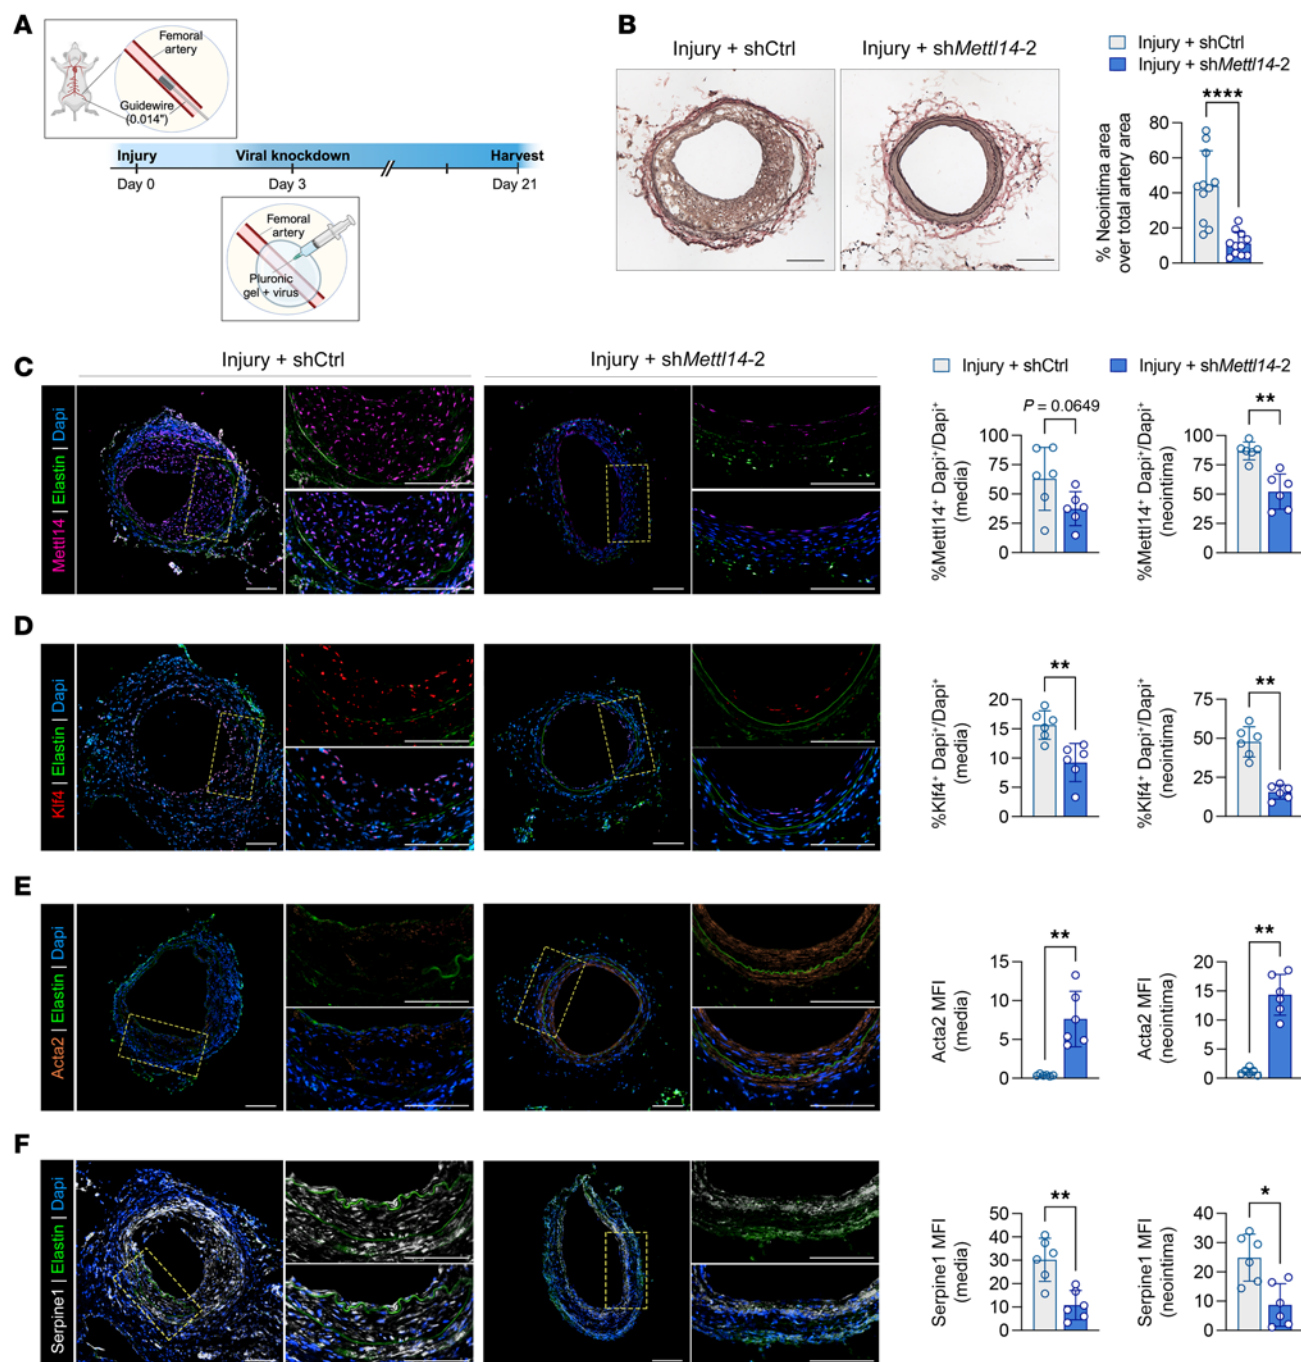 A
Femoral
artery
Guidewire
(0.014")
Injury
Viral knockdown
Harvest
Day 0
Day 3
Day 21
Femoral
artery
Pluronic
gel + virus
B
Injury + shCtrl
Injury + shMettl14-2
Injury + shCtrl
Injury + shMettl14-2
****
% Neointima area
over total artery area
80
60
40
20
0
Injury + shCtrl
Injury + shMettl14-2
C
Mettl14 | Elastin | Dapi
Injury + shCtrl
Injury + shMettl14-2
P = 0.0649
%Mettl14⁺ Dapi⁺/Dapi⁺
(media)
100
75
50
25
0
**
%Mettl14⁺ Dapi⁺/Dapi⁺
(neointima)
100
75
50
25
0
D
Klf4 | Elastin | Dapi
**
%Klf4⁺ Dapi⁺/Dapi⁺
(media)
20
15
10
5
0
**
%Klf4⁺ Dapi⁺/Dapi⁺
(neointima)
75
50
25
0
E
Acta2 | Elastin | Dapi
**
Acta2 MFI
(media)
15
10
5
0
**
Acta2 MFI
(neointima)
20
15
10
5
0
F
Serpine1 | Elastin | Dapi
**
Serpine1 MFI
(media)
50
40
30
20
10
0
*
Serpine1 MFI
(neointima)
40
30
20
10
0